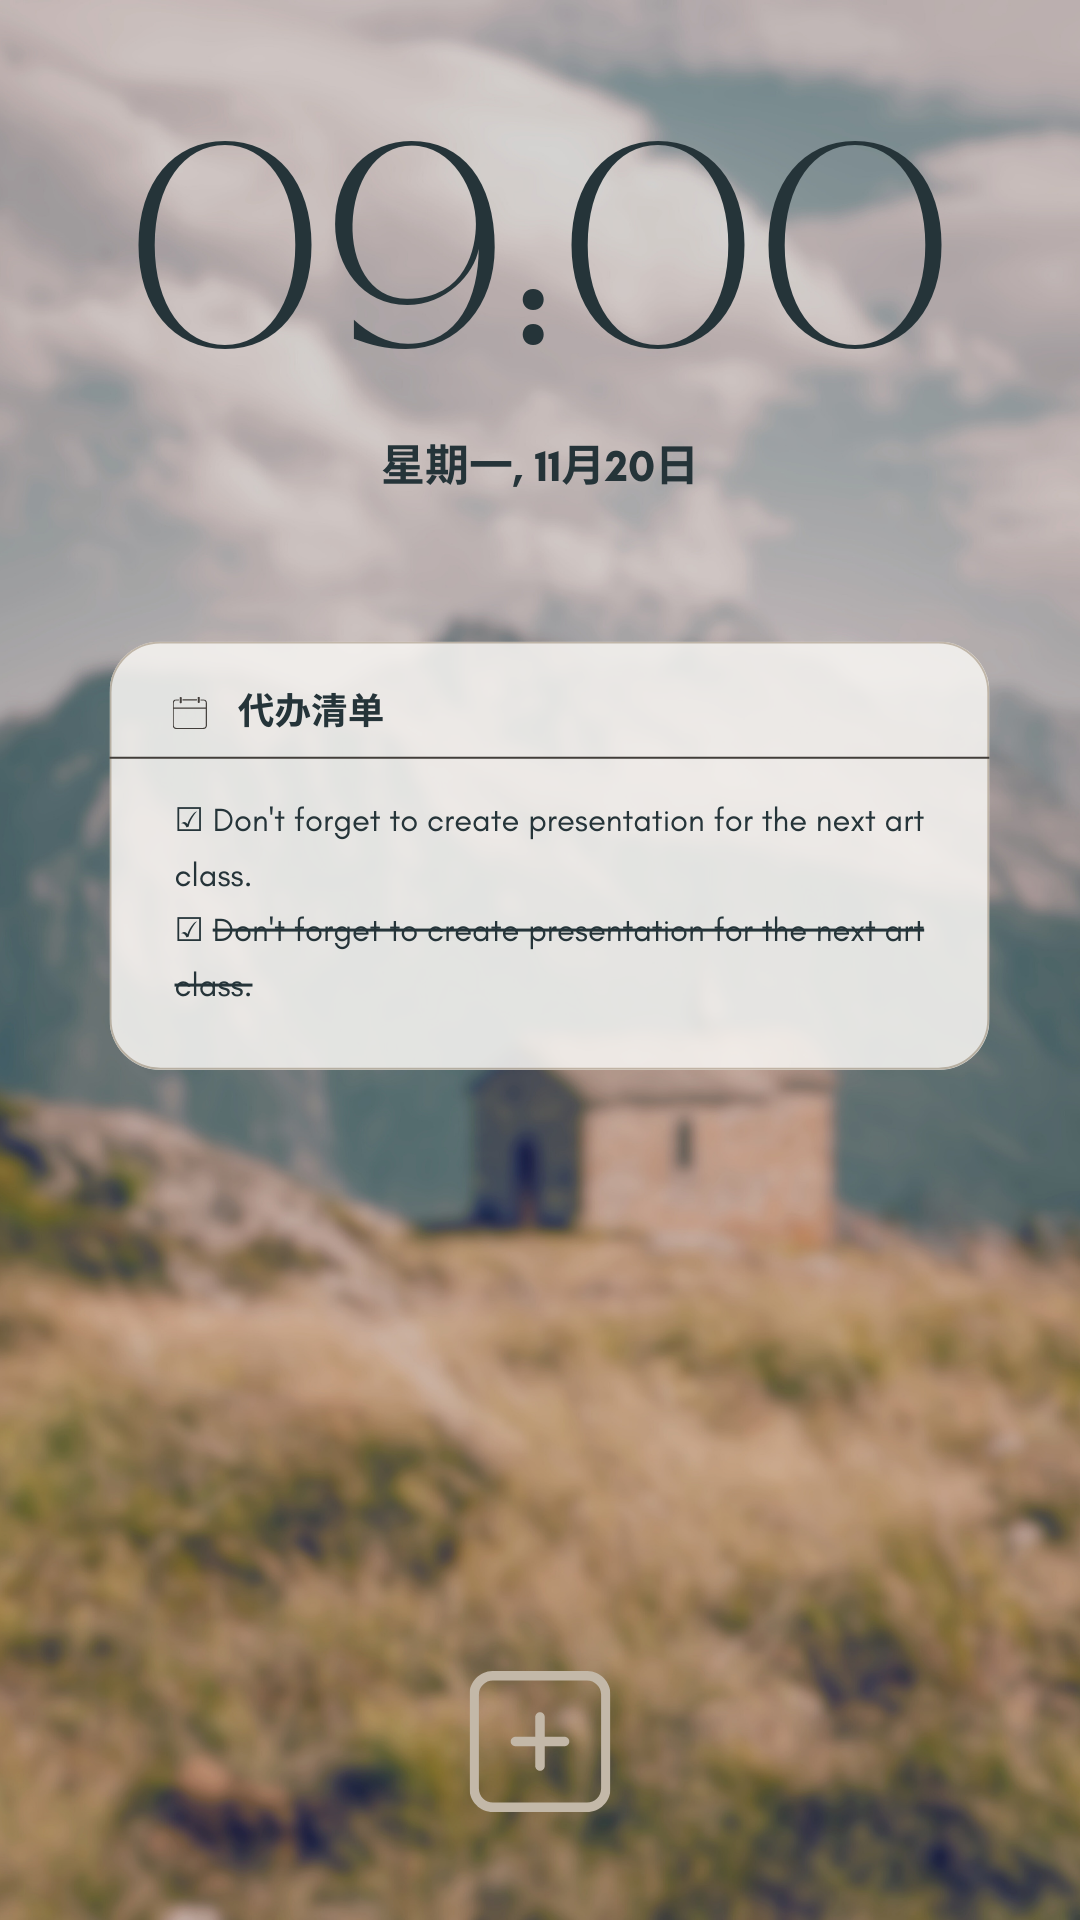 09:00
星期一, 11月20日
代办清单
☑ Don't forget to create presentation for the next art
class.
☑ Don't forget to create presentation for the next art
class.